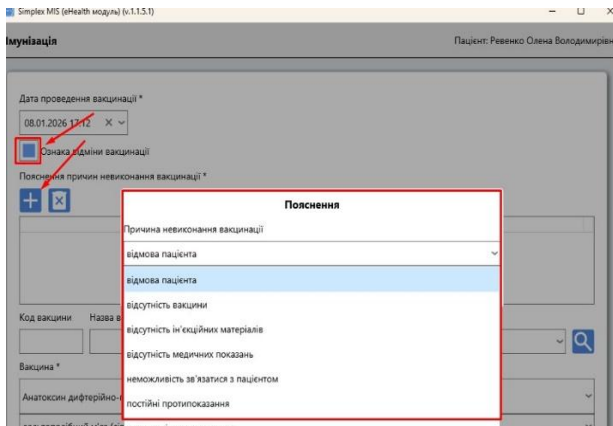 Simplex MIS (eHealth модуль) (v.1.1.5.1)
Імунізація
Пацієнт: Ревенко Олена Володимирівн
Дата проведення вакцинації *
08.01.2026 17:12
Ознака відміни вакцинації
Пояснення причин невиконання вакцинації *
Пояснення
Причина невиконання вакцинації
відмова пацієнта
відмова пацієнта
відсутність вакцини
відсутність ін'єкційних матеріалів
відсутність медичних показань
неможливість зв'язатися з пацієнтом
постійні протипоказання
Код вакцини Назва в
Вакцина *
Анатоксин дифтерійно-